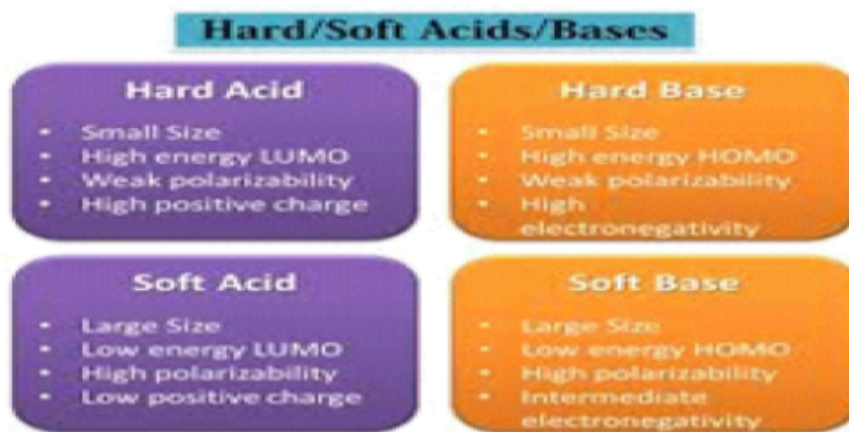 Hard/Soft Acids/Bases
Hard Acid
• Small Size
• High energy LUMO
• Weak polarizability
• High positive charge
Hard Base
• Small Size
• High energy HOMO
• Weak polarizability
• High
electronegativity
Soft Acid
• Large Size
• Low energy LUMO
• High polarizability
• Low positive charge
Soft Base
• Large Size
• Low energy HOMO
• High polarizability
• Intermediate
electronegativity